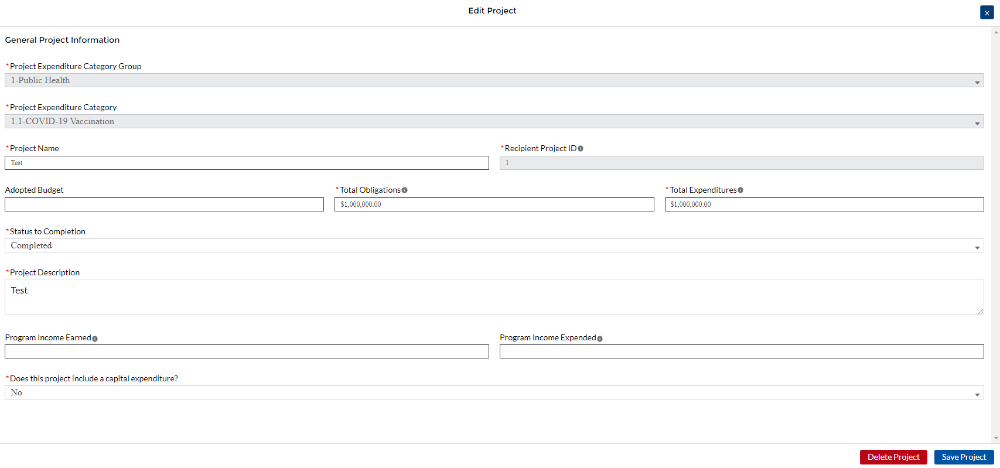 Edit Project
x
General Project Information
*Project Expenditure Category Group
1-Public Health
*Project Expenditure Category
1.1-COVID-19 Vaccination
*Project Name
*Recipient Project ID
Test
1
Adopted Budget
*Total Obligations
*Total Expenditures
$1,000,000.00
$1,000,000.00
*Status to Completion
Completed
*Project Description
Test
Program Income Earned
Program Income Expended
*Does this project include a capital expenditure?
No
Delete Project
Save Project